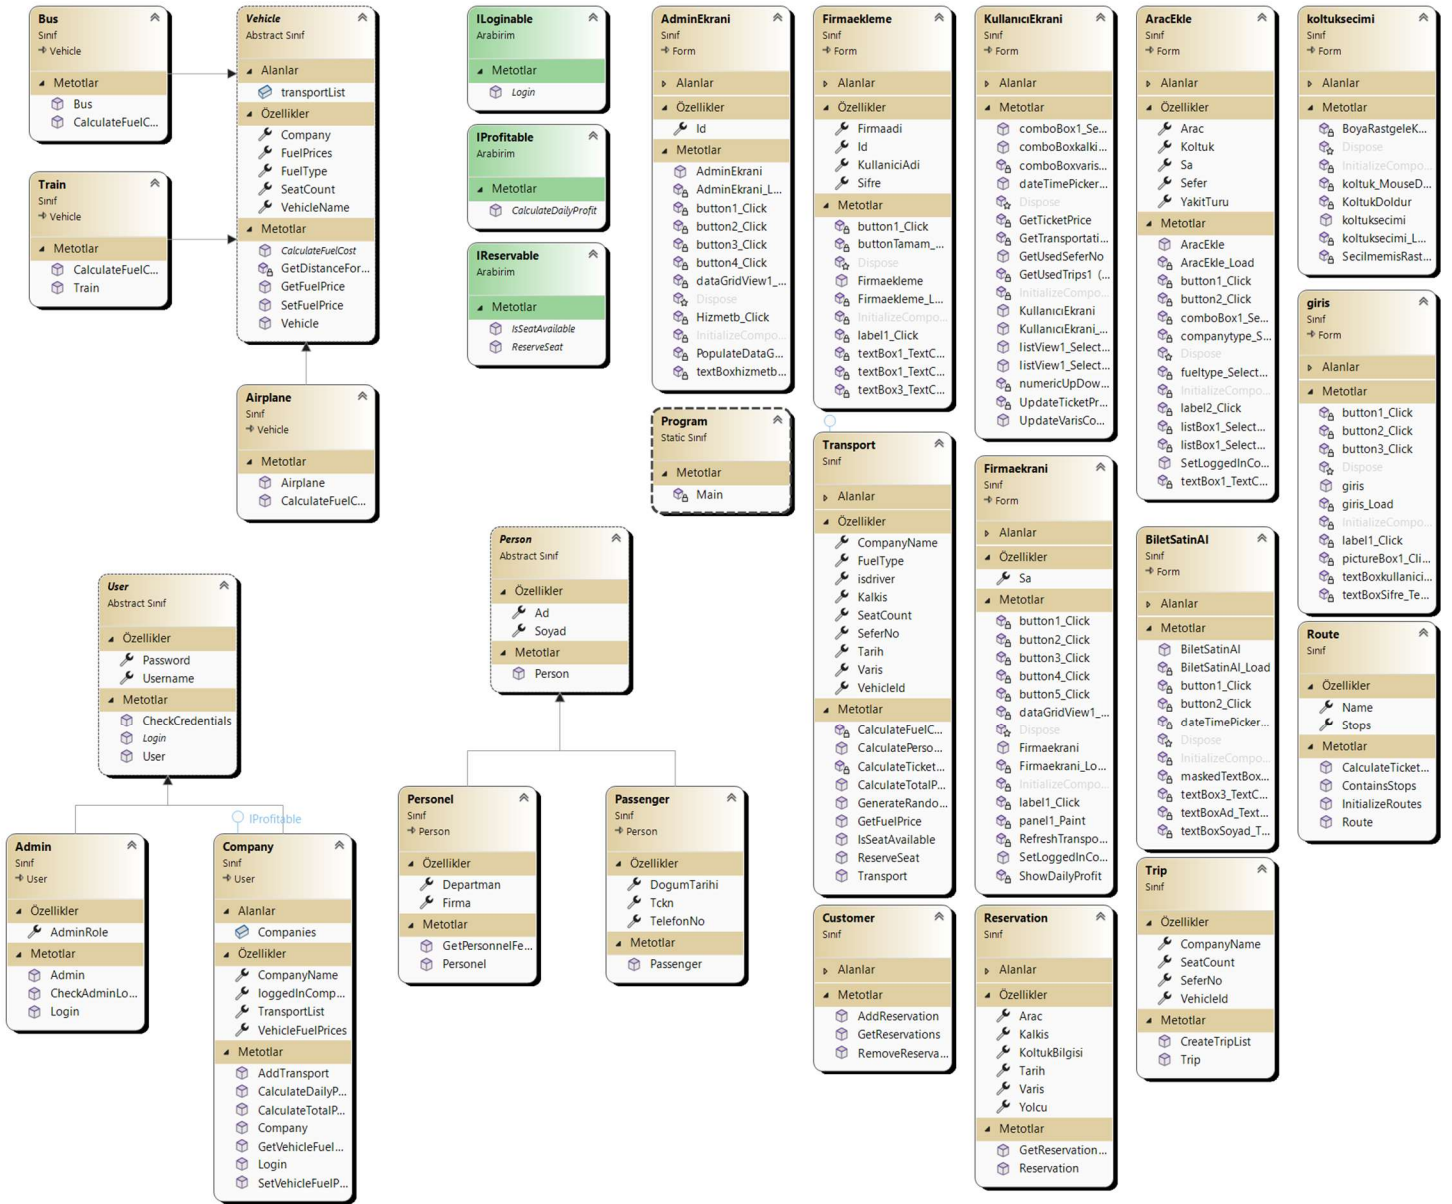 Bus
Sınıf
Vehicle
Metotlar
Bus
CalculateFuelC...
Train
Sınıf
Vehicle
Metotlar
CalculateFuelC...
Train
Vehicle
Abstract Sınıf
Alanlar
transportList
Özellikler
Company
FuelPrices
FuelType
SeatCount
VehicleName
Metotlar
CalculateFuelCost
GetDistanceFor...
GetFuelPrice
SetFuelPrice
Vehicle
Airplane
Sınıf
Vehicle
Metotlar
Airplane
CalculateFuelC...
ILoginable
Arabirim
Metotlar
Login
IProfitable
Arabirim
Metotlar
CalculateDailyProfit
IReservable
Arabirim
Metotlar
IsSeatAvailable
ReserveSeat
AdminEkrani
Sınıf
Form
Alanlar
Özellikler
Id
Metotlar
AdminEkrani
AdminEkrani_L...
button1_Click
button2_Click
button3_Click
button4_Click
dataGridView1_...
Dispose
Hizmetb_Click
InitializeCompo...
PopulateDataG...
textBoxhizmetb...
Program
Static Sınıf
Metotlar
Main
Firmaekleme
Sınıf
Form
Alanlar
Özellikler
Firmaadi
Id
KullaniciAdi
Sifre
Metotlar
button1_Click
buttonTamam_...
Dispose
Firmaekleme
Firmaekleme_L...
InitializeCompo...
label1_Click
textBox1_TextC...
textBox1_TextC...
textBox3_TextC...
KullanıcıEkrani
Sınıf
Form
Alanlar
Metotlar
comboBox1_Se...
comboBoxkalki...
comboBoxvaris...
dateTimePicker...
Dispose
GetTicketPrice
GetTransportati...
GetUsedSeferNo
GetUsedTrips1 (...
InitializeCompo...
KullanıcıEkrani
KullanıcıEkrani_...
listView1_Select...
listView1_Select...
numericUpDow...
UpdateTicketPr...
UpdateVarisCo...
AracEkle
Sınıf
Form
Alanlar
Özellikler
Arac
Koltuk
Sa
Sefer
YakitTuru
Metotlar
AracEkle
AracEkle_Load
button1_Click
button2_Click
comboBox1_Se...
companytype_S...
Dispose
fueltype_Select...
InitializeCompo...
label2_Click
listBox1_Select...
listBox1_Select...
SetLoggedInCo...
textBox1_TextC...
koltuksecimi
Sınıf
Form
Alanlar
Metotlar
BoyaRastgeleK...
Dispose
InitializeCompo...
koltuk_MouseD...
KoltukDoldur
koltuksecimi
koltuksecimi_L...
SecilmemisRast...
giris
Sınıf
Form
Alanlar
Metotlar
button1_Click
button2_Click
button3_Click
Dispose
giris
giris_Load
InitializeCompo...
label1_Click
pictureBox1_Cli...
textBoxkullanici...
textBoxSifre_Te...
Transport
Sınıf
Alanlar
Özellikler
CompanyName
FuelType
isdriver
Kalkis
SeatCount
SeferNo
Tarih
Varis
VehicleId
Metotlar
CalculateFuelC...
CalculatePerso...
CalculateTicket...
CalculateTotalP...
GenerateRando...
GetFuelPrice
IsSeatAvailable
ReserveSeat
Transport
Firmaekrani
Sınıf
Form
Alanlar
Özellikler
Sa
Metotlar
button1_Click
button2_Click
button3_Click
button4_Click
button5_Click
dataGridView1_...
Dispose
Firmaekrani
Firmaekrani_Lo...
InitializeCompo...
label1_Click
panel1_Paint
RefreshTranspo...
SetLoggedInCo...
ShowDailyProfit
BiletSatinAl
Sınıf
Form
Alanlar
Metotlar
BiletSatinAl
BiletSatinAl_Load
button1_Click
button2_Click
dateTimePicker...
Dispose
InitializeCompo...
maskedTextBox...
textBox3_TextC...
textBoxAd_Text...
textBoxSoyad_T...
Route
Sınıf
Özellikler
Name
Stops
Metotlar
CalculateTicket...
ContainsStops
InitializeRoutes
Route
User
Abstract Sınıf
Özellikler
Password
Username
Metotlar
CheckCredentials
Login
User
Person
Abstract Sınıf
Özellikler
Ad
Soyad
Metotlar
Person
Admin
Sınıf
User
Özellikler
AdminRole
Metotlar
Admin
CheckAdminLo...
Login
IProfitable
Company
Sınıf
User
Alanlar
Companies
Özellikler
CompanyName
loggedInComp...
TransportList
VehicleFuelPrices
Metotlar
AddTransport
CalculateDailyP...
CalculateTotalP...
Company
GetVehicleFuel...
Login
SetVehicleFuelP...
Personel
Sınıf
Person
Özellikler
Departman
Firma
Metotlar
GetPersonnelFe...
Personel
Passenger
Sınıf
Person
Özellikler
DogumTarihi
Tckn
TelefonNo
Metotlar
Passenger
Customer
Sınıf
Alanlar
Metotlar
AddReservation
GetReservations
RemoveReserva...
Reservation
Sınıf
Alanlar
Özellikler
Arac
Kalkis
KoltukBilgisi
Tarih
Varis
Yolcu
Metotlar
GetReservation...
Reservation
Trip
Sınıf
Özellikler
CompanyName
SeatCount
SeferNo
VehicleId
Metotlar
CreateTripList
Trip